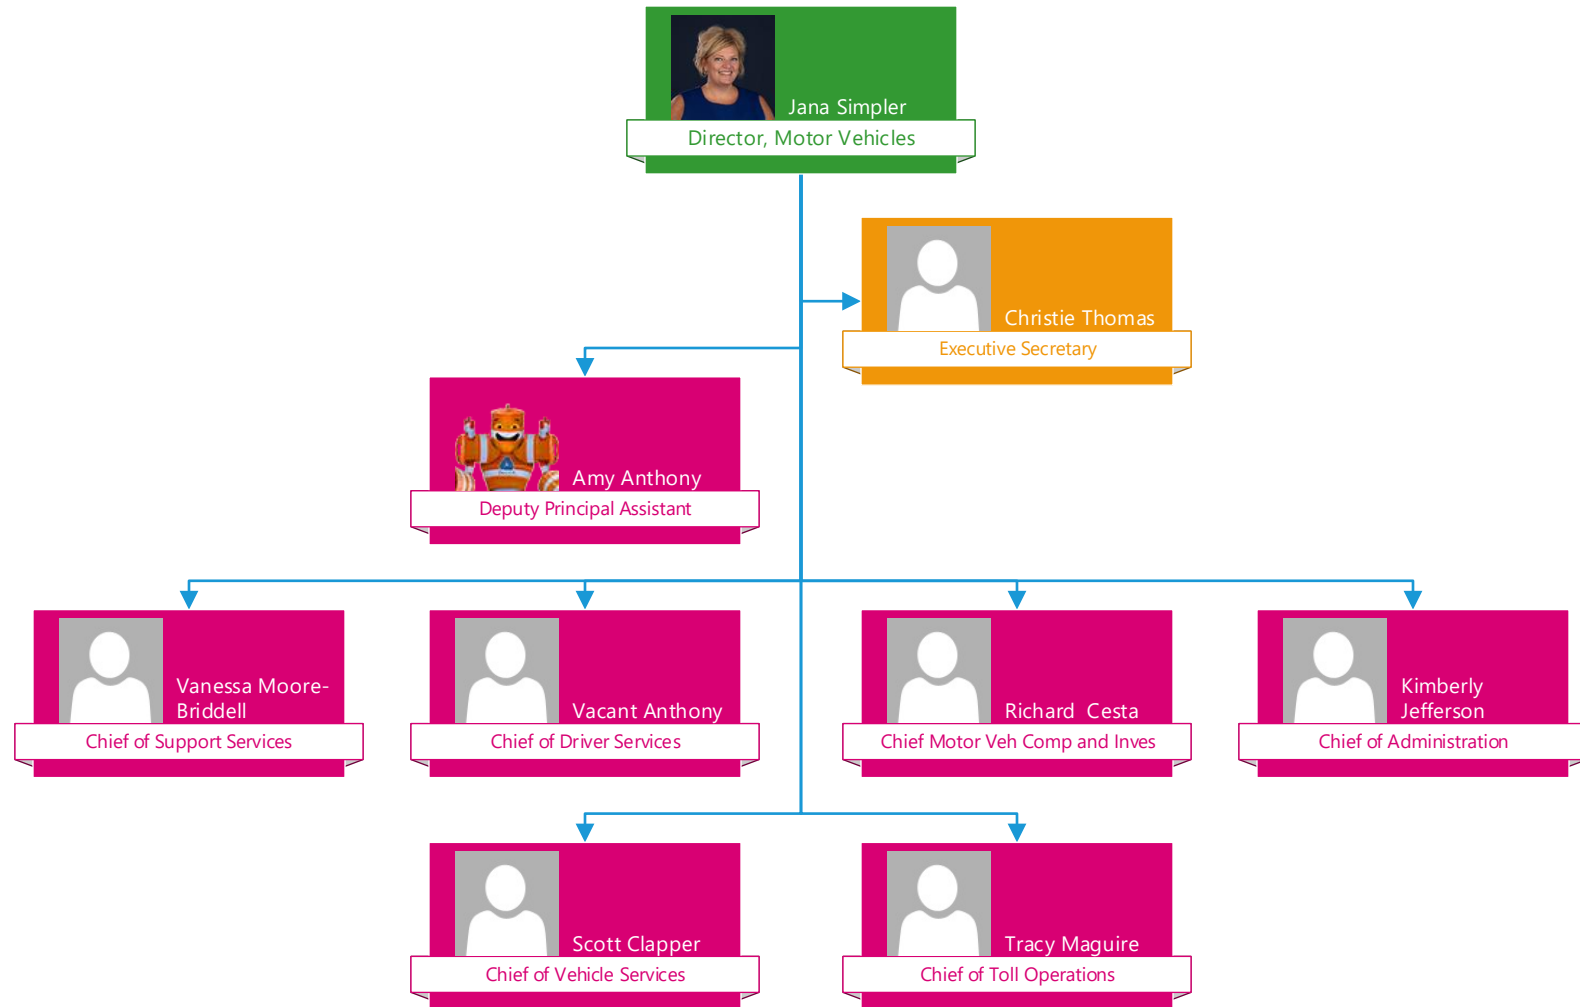 Jana Simpler
Director, Motor Vehicles
Christie Thomas
Executive Secretary
Amy Anthony
Deputy Principal Assistant
Vanessa Moore-
Briddell
Chief of Support Services
Vacant Anthony
Chief of Driver Services
Richard  Cesta
Chief Motor Veh Comp and Inves
Kimberly
Jefferson
Chief of Administration
Scott Clapper
Chief of Vehicle Services
Tracy Maguire
Chief of Toll Operations